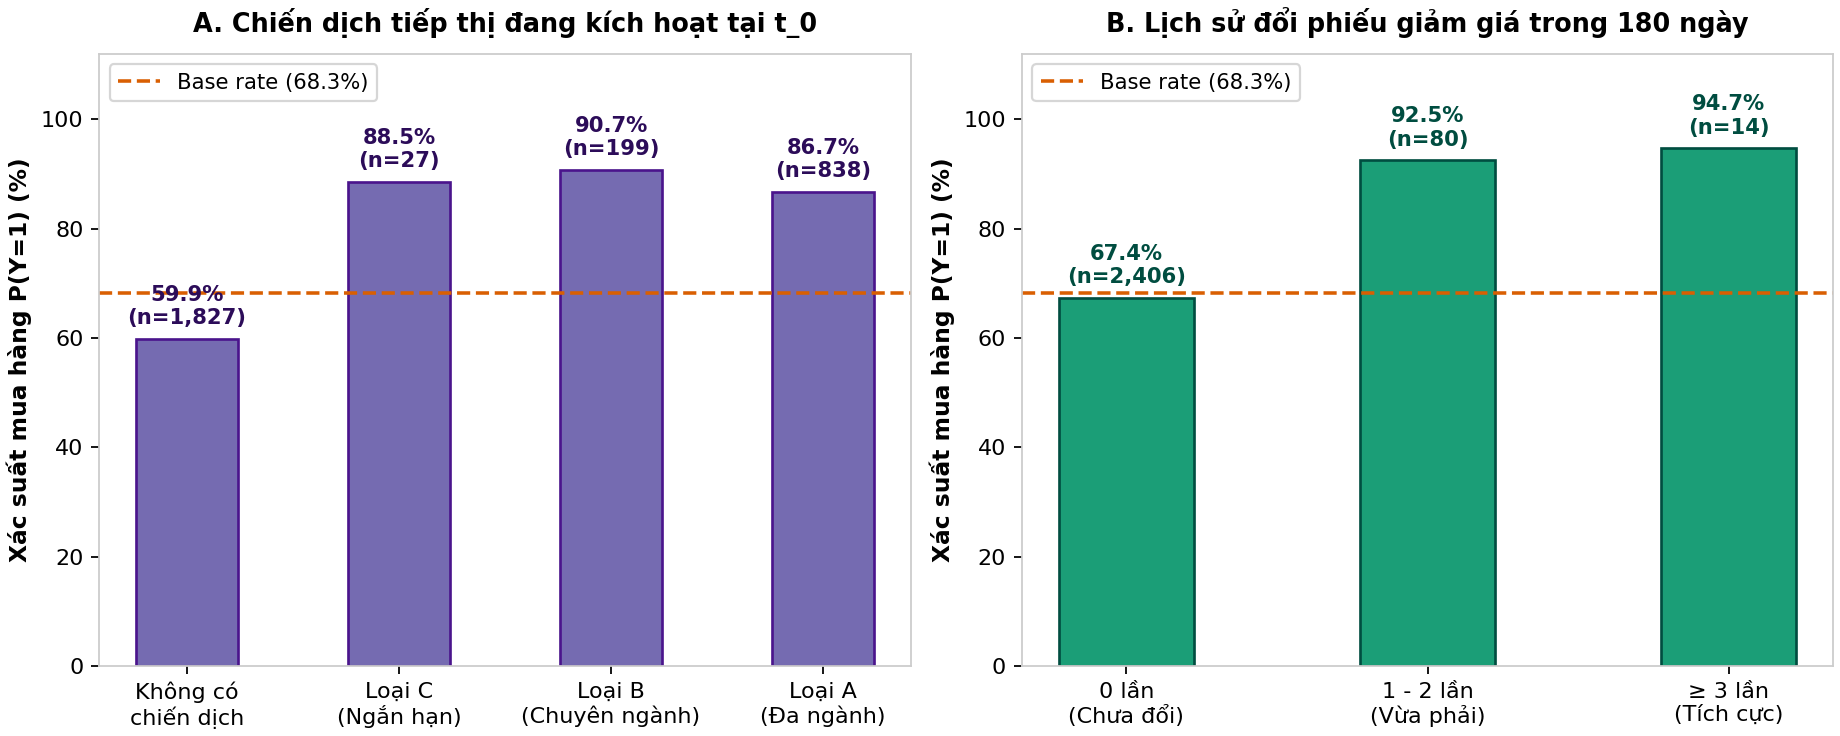 A. Chiến dịch tiếp thị đang kích hoạt tại t_0
Base rate (68.3%)
Xác suất mua hàng P(Y=1) (%)
100
80
60
40
20
0
59.9%
(n=1,827)
88.5%
(n=27)
90.7%
(n=199)
86.7%
(n=838)
Không có
chiến dịch
Loại C
(Ngắn hạn)
Loại B
(Chuyên ngành)
Loại A
(Đa ngành)
B. Lịch sử đổi phiếu giảm giá trong 180 ngày
Base rate (68.3%)
Xác suất mua hàng P(Y=1) (%)
100
80
60
40
20
0
67.4%
(n=2,406)
92.5%
(n=80)
94.7%
(n=14)
0 lần
(Chưa đổi)
1 - 2 lần
(Vừa phải)
≥ 3 lần
(Tích cực)